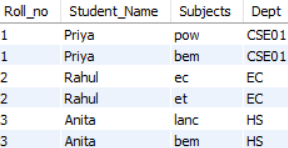 Roll_no Student_Name Subjects Dept
1 Priya pow CSE01
1 Priya bem CSE01
2 Rahul ec EC
2 Rahul et EC
3 Anita lanc HS
3 Anita bem HS